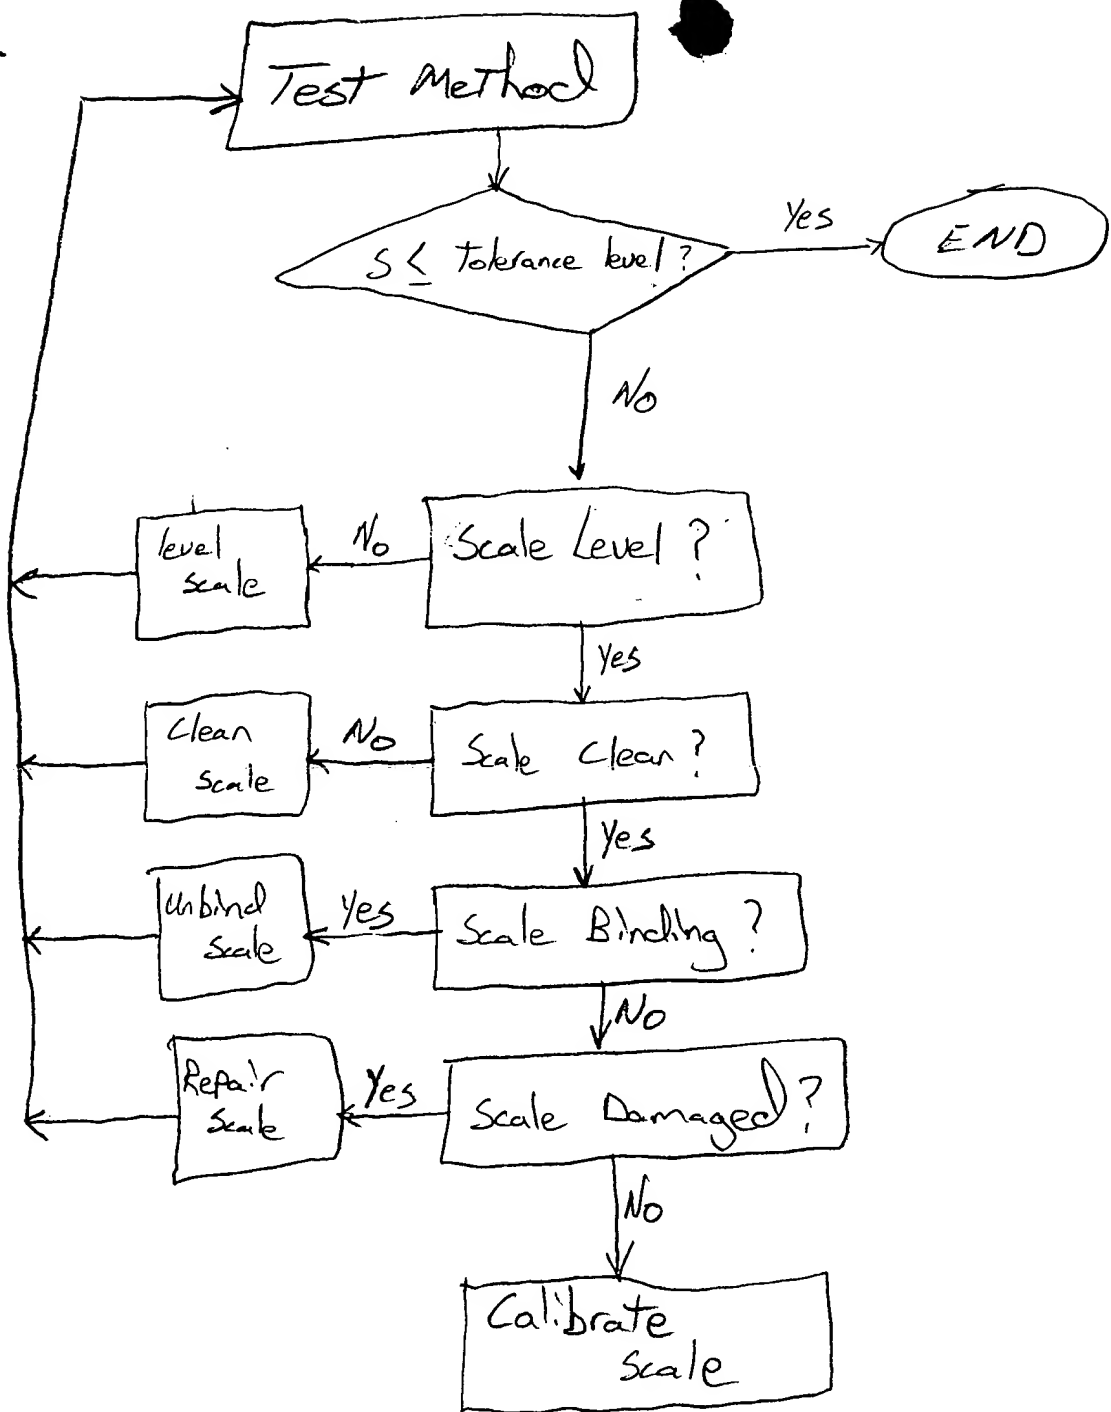 Test Method
S ≤ Tolerance level?
Yes
END
No
Scale Level?
No
level
scale
Yes
Scale Clean?
No
Clean
scale
Yes
Scale Binding?
Yes
Unbind
Scale
No
Scale Damaged?
Yes
Repair
Scale
No
Calibrate
Scale